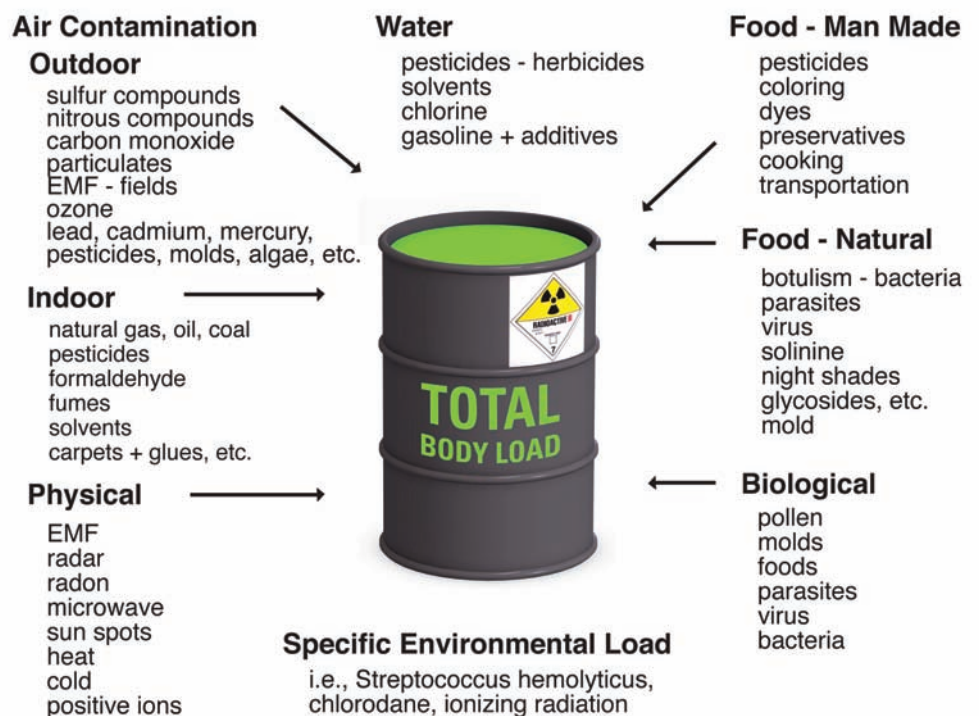 Air Contamination
Outdoor
sulfur compounds
nitrous compounds
carbon monoxide
particulates
EMF - fields
ozone
lead, cadmium, mercury,
pesticides, molds, algae, etc.
Indoor
natural gas, oil, coal
pesticides
formaldehyde
fumes
solvents
carpets + glues, etc.
Physical
EMF
radar
radon
microwave
sun spots
heat
cold
positive ions
Water
pesticides - herbicides
solvents
chlorine
gasoline + additives
RADIOACTIVE II
7
TOTAL
BODY LOAD
Specific Environmental Load
i.e., Streptococcus hemolyticus,
chlorodane, ionizing radiation
Food - Man Made
pesticides
coloring
dyes
preservatives
cooking
transportation
Food - Natural
botulism - bacteria
parasites
virus
solinine
night shades
glycosides, etc.
mold
Biological
pollen
molds
foods
parasites
virus
bacteria